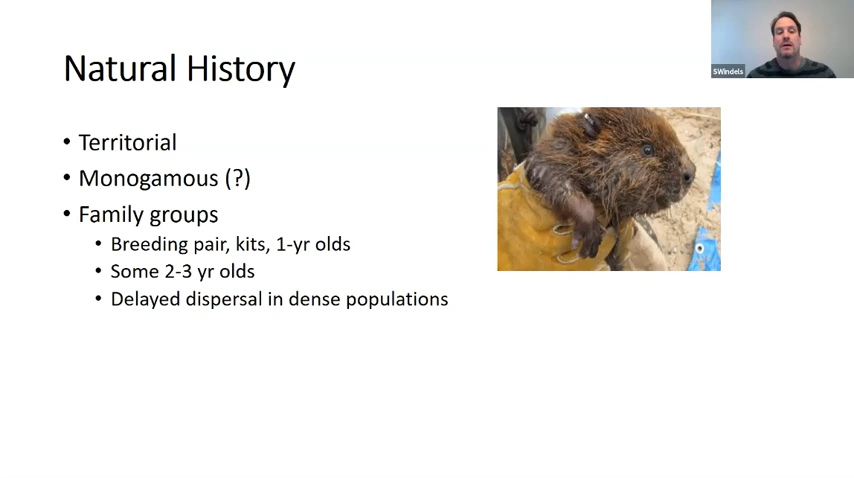 Natural History
SWindels
• Territorial
• Monogamous (?)
• Family groups
• Breeding pair, kits, 1-yr olds
• Some 2-3 yr olds
• Delayed dispersal in dense populations